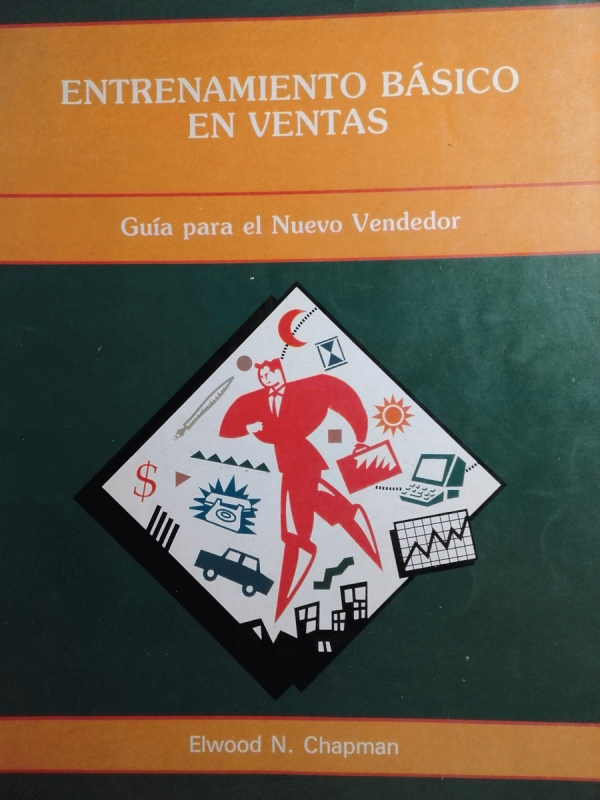 ENTRENAMIENTO BÁSICO
EN VENTAS
Guía para el Nuevo Vendedor
$
Elwood N. Chapman